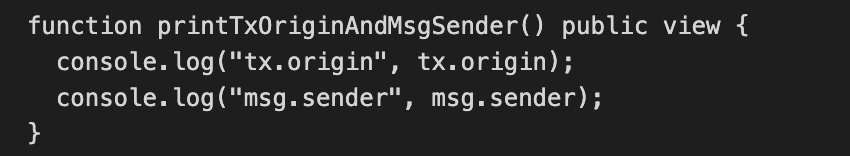 function printTxOriginAndMsgSender() public view {
  console.log("tx.origin", tx.origin);
  console.log("msg.sender", msg.sender);
}